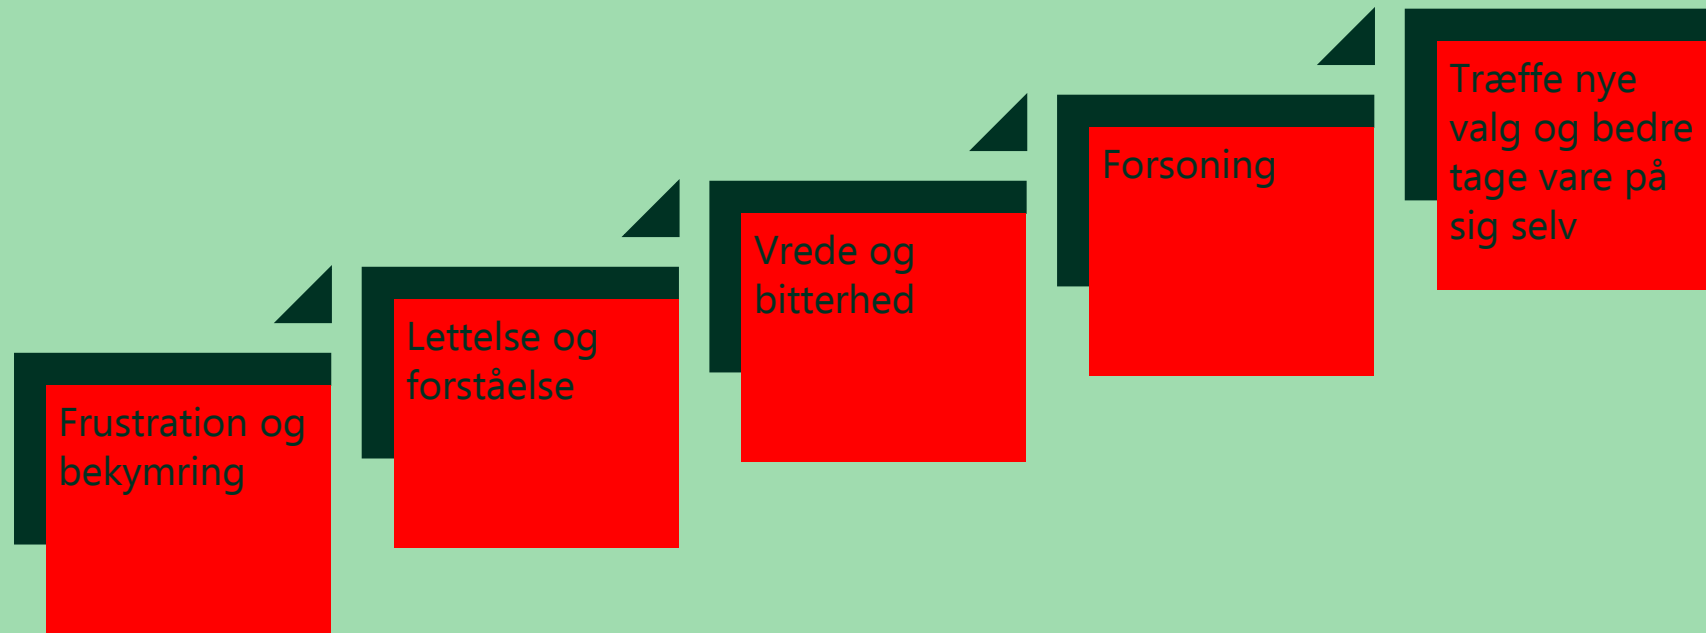 Frustration og
bekymring
Lettelse og
forståelse
Vrede og
bitterhed
Forsoning
Træffe nye
valg og bedre
tage vare på
sig selv